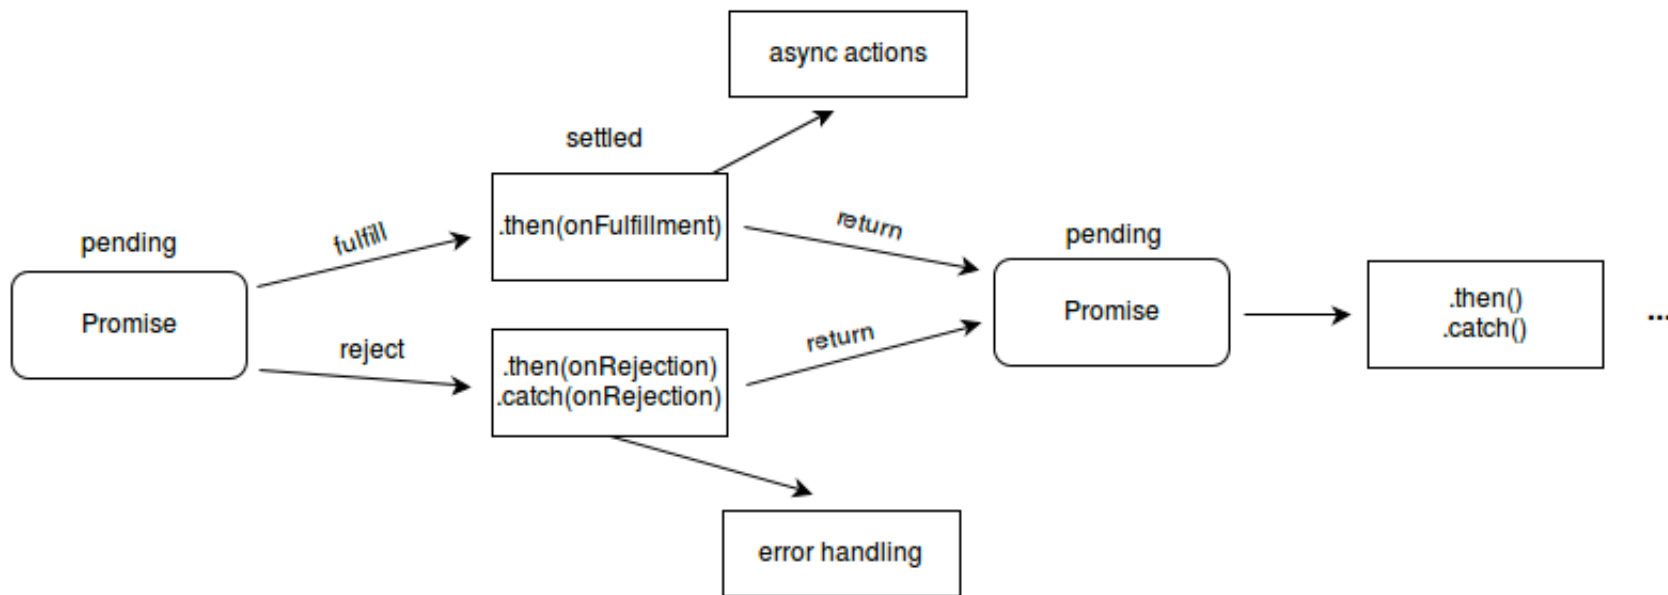 async actions
settled
.then(onFulfillment)
pending
fulfill
return
pending
Promise
Promise
.then()
.catch()
...
reject
.then(onRejection)
.catch(onRejection)
return
error handling